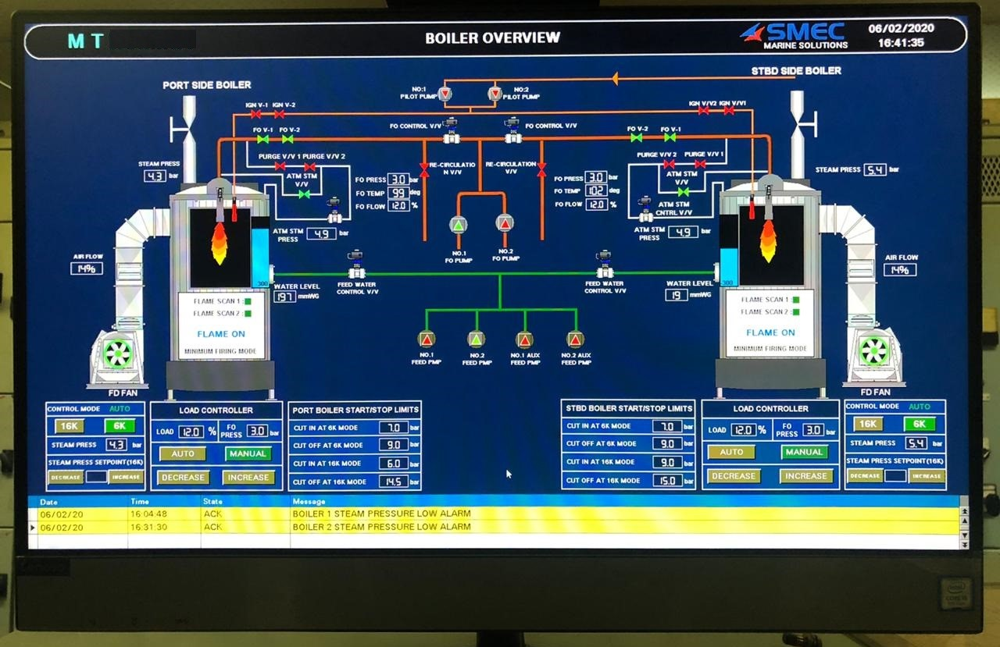 MT
BOILER OVERVIEW
SMEC
MARINE SOLUTIONS
06/02/2020
16:41:35
PORT SIDE BOILER
STBD SIDE BOILER
NO:1
PILOT PUMP
NO:2
PILOT PUMP
IGN V-1 IGN V-2
IGN V/V2 IGN V/V1
FO CONTROL V/V
FO CONTROL V/V
FO V-1 FO V-2
FO V-2 FO V-1
PURGE V/V 1 PURGE V/V 2
PURGE V/V 2 PURGE V/V 1
STEAM PRESS
4.3 bar
STEAM PRESS 5.4 bar
ATM STM
V/V
RE-CIRCULATIO
N V/V
RE-CIRCULATION
V/V
ATM STM
V/V
FO PRESS 3.0 bar
FO TEMP 99 deg
FO FLOW 12.0 %
FO PRESS 3.0 bar
FO TEMP 102 deg
FO FLOW 12.0 %
ATM STM
CNTRL V/V
ATM STM
PRESS 4.9 bar
ATM STM
PRESS 4.9 bar
NO.1
FO PUMP
NO.2
FO PUMP
AIR FLOW
14%
AIR FLOW
14%
300
300
WATER LEVEL
197 mmWG
FEED WATER
CONTROL V/V
FEED WATER
CONTROL V/V
WATER LEVEL
19 mmWG
FLAME SCAN 1 :
FLAME SCAN 2 :
FLAME ON
MINIMUM FIRING MODE
FLAME SCAN 1 :
FLAME SCAN 2 :
FLAME ON
MINIMUM FIRING MODE
NO.1
FEED PMP
NO.2
FEED PMP
NO.1 AUX
FEED PMP
NO.2 AUX
FEED PMP
FD FAN
FD FAN
CONTROL MODE AUTO
16K 6K
STEAM PRESS 4.3 bar
STEAM PRESS SETPOINT(16K)
DECREASE INCREASE
LOAD CONTROLLER
LOAD 12.0 % FO PRESS 3.0 bar
AUTO MANUAL
DECREASE INCREASE
PORT BOILER START/STOP LIMITS
CUT IN AT 6K MODE 7.0 bar
CUT OFF AT 6K MODE 9.0 bar
CUT IN AT 16K MODE 6.0 bar
CUT OFF AT 16K MODE 14.5 bar
STBD BOILER START/STOP LIMITS
CUT IN AT 6K MODE 7.0 bar
CUT OFF AT 6K MODE 9.0 bar
CUT IN AT 16K MODE 9.0 bar
CUT OFF AT 16K MODE 15.0 bar
LOAD CONTROLLER
LOAD 12.0 % FO PRESS 3.0 bar
AUTO MANUAL
DECREASE INCREASE
CONTROL MODE AUTO
16K 6K
STEAM PRESS 5.4 bar
STEAM PRESS SETPOINT(16K)
DECREASE INCREASE
Date Time State Message
06/02/20 16:04:48 ACK BOILER 1 STEAM PRESSURE LOW ALARM
06/02/20 16:31:30 ACK BOILER 2 STEAM PRESSURE LOW ALARM